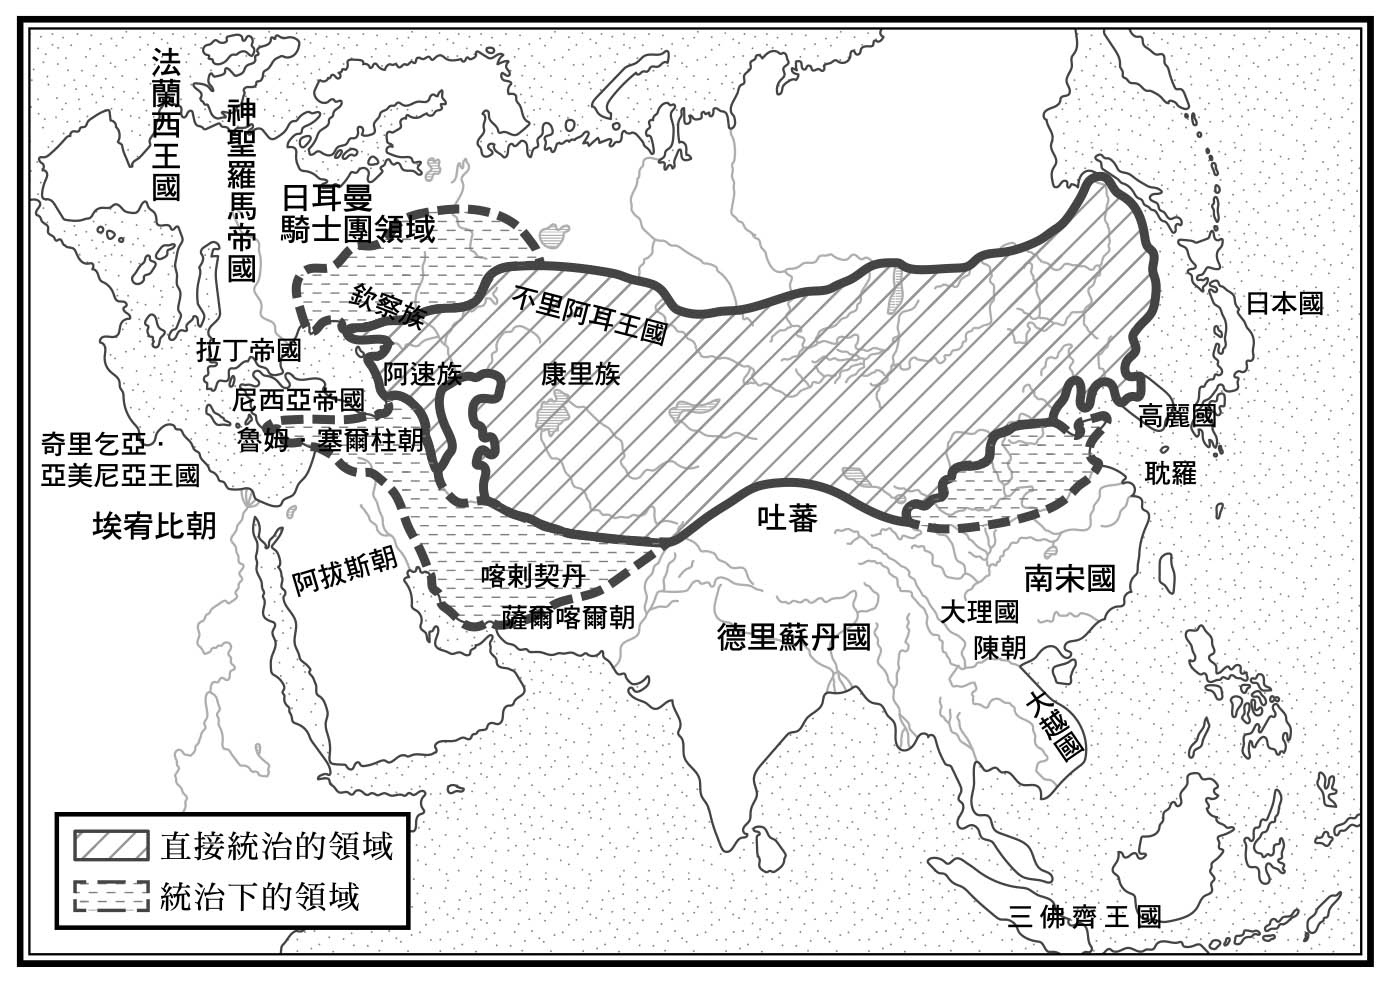 法蘭西王國
神聖羅馬帝國
日耳曼
騎士團領域
欽察族
不里阿耳王國
日本國
拉丁帝國
阿速族
康里族
尼西亞帝國
高麗國
魯姆·塞爾柱朝
奇里乞亞·
亞美尼亞王國
耽羅
埃宥比朝
吐蕃
阿拔斯朝
喀剌契丹
南宋國
薩爾喀爾朝
大理國
德里蘇丹國
陳朝
大越國
直接統治的領域
統治下的領域
三佛齊王國